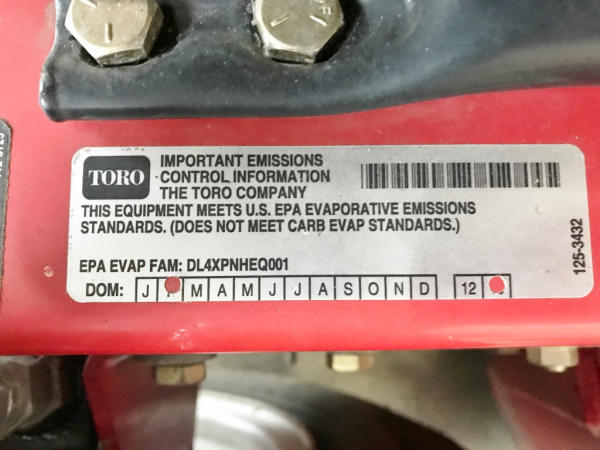 TORO
IMPORTANT EMISSIONS
CONTROL INFORMATION
THE TORO COMPANY
THIS EQUIPMENT MEETS U.S. EPA EVAPORATIVE EMISSIONS
STANDARDS. (DOES NOT MEET CARB EVAP STANDARDS.)
EPA EVAP FAM: DL4XPNHEQ001
DOM: J M A M J J A S O N D 12
125-3432